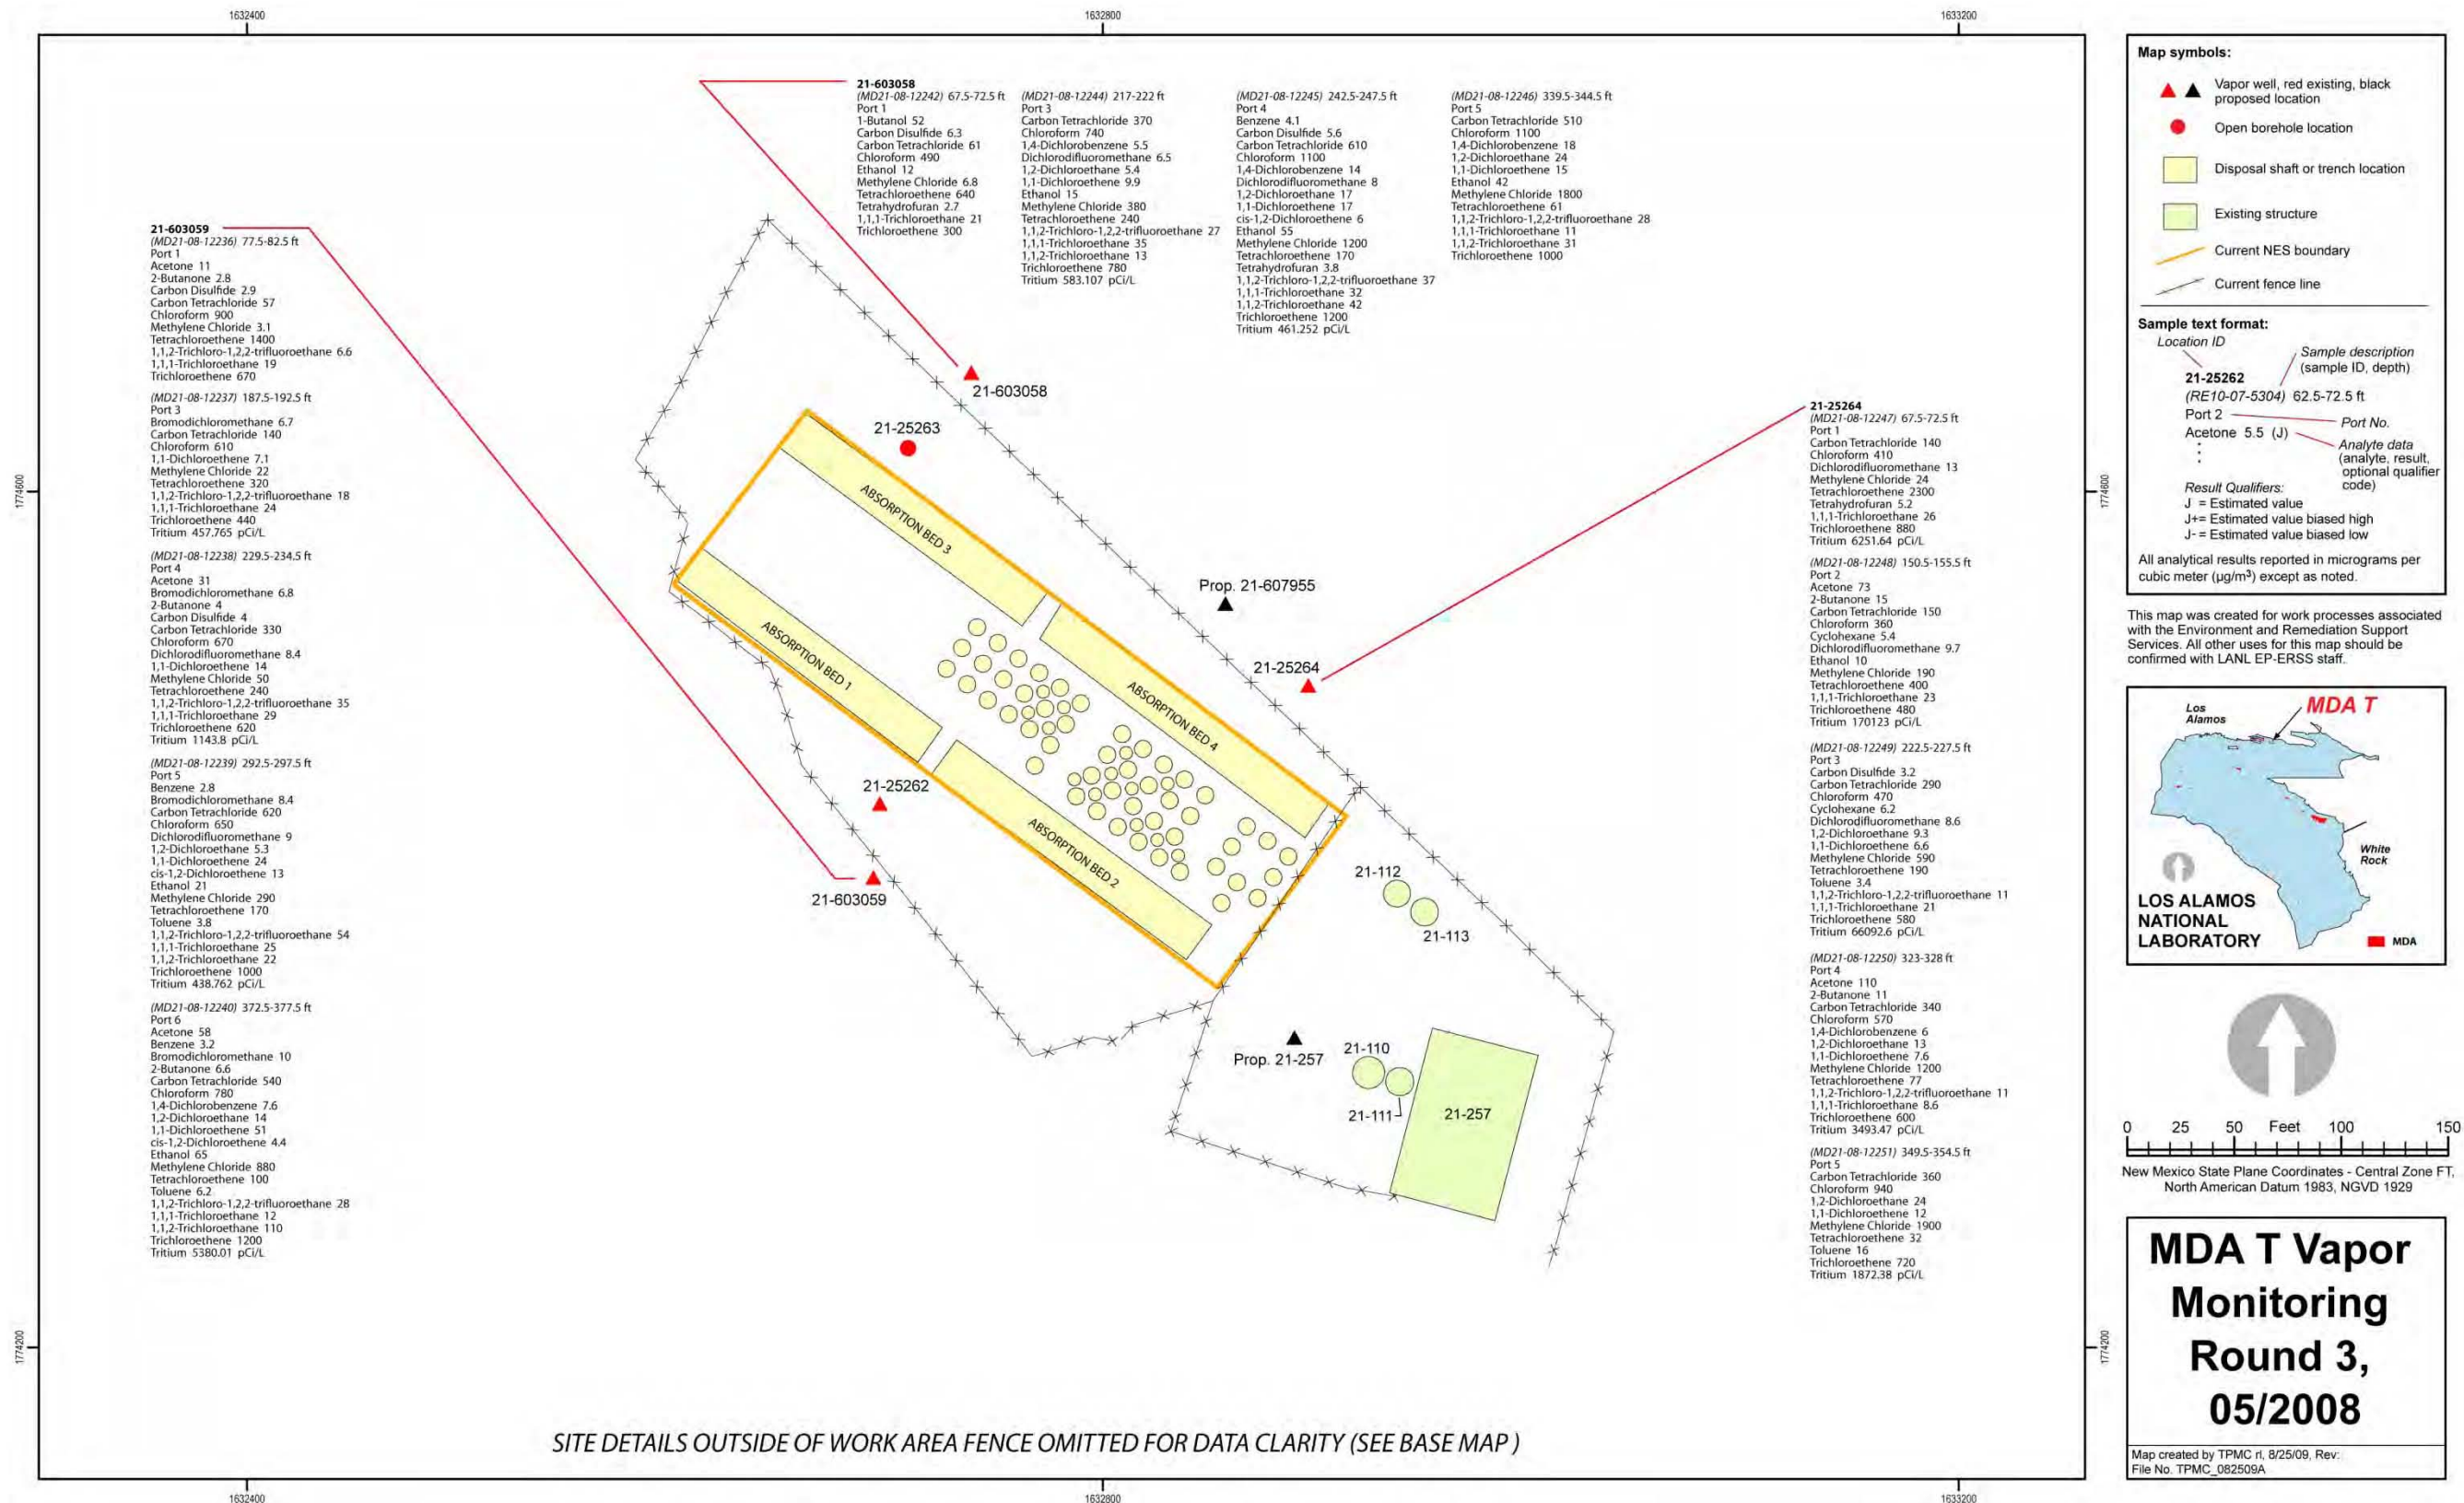 1632400
1632800
1633200
21-603058
(MD21-08-12242) 67.5-72.5 ft
Port 1
1-Butanol 52
Carbon Disulfide 6.3
Carbon Tetrachloride 61
Chloroform 490
Ethanol 12
Methylene Chloride 6.8
Tetrachloroethene 640
Tetrahydrofuran 2.7
1,1,1-Trichloroethane 21
Trichloroethene 300
(MD21-08-12244) 217-222 ft
Port 3
Carbon Tetrachloride 370
Chloroform 740
1,4-Dichlorobenzene 5.5
Dichlorodifluoromethane 6.5
1,2-Dichloroethane 5.4
1,1-Dichloroethene 9.9
Ethanol 15
Methylene Chloride 380
Tetrachloroethene 240
1,1,2-Trichloro-1,2,2-trifluoroethane 27
1,1,1-Trichloroethane 35
1,1,2-Trichloroethane 13
Trichloroethene 780
Tritium 583.107 pCi/L
(MD21-08-12245) 242.5-247.5 ft
Port 4
Benzene 4.1
Carbon Disulfide 5.6
Carbon Tetrachloride 610
Chloroform 1100
1,4-Dichlorobenzene 14
Dichlorodifluoromethane 8
1,2-Dichloroethane 17
1,1-Dichloroethene 17
cis-1,2-Dichloroethene 6
Ethanol 55
Methylene Chloride 1200
Tetrachloroethene 170
Tetrahydrofuran 3.8
1,1,2-Trichloro-1,2,2-trifluoroethane 37
1,1,1-Trichloroethane 32
1,1,2-Trichloroethane 42
Trichloroethene 1200
Tritium 461.252 pCi/L
(MD21-08-12246) 339.5-344.5 ft
Port 5
Carbon Tetrachloride 510
Chloroform 1100
1,4-Dichlorobenzene 18
1,2-Dichloroethane 24
1,1-Dichloroethene 15
Ethanol 42
Methylene Chloride 1800
Tetrachloroethene 61
1,1,2-Trichloro-1,2,2-trifluoroethane 28
1,1,1-Trichloroethane 11
1,1,2-Trichloroethane 31
Trichloroethene 1000
21-603059
(MD21-08-12236) 77.5-82.5 ft
Port 1
Acetone 11
2-Butanone 2.8
Carbon Disulfide 2.9
Carbon Tetrachloride 57
Chloroform 900
Methylene Chloride 3.1
Tetrachloroethene 1400
1,1,2-Trichloro-1,2,2-trifluoroethane 6.6
1,1,1-Trichloroethane 19
Trichloroethene 670
(MD21-08-12237) 187.5-192.5 ft
Port 3
Bromodichloromethane 6.7
Carbon Tetrachloride 140
Chloroform 610
1,1-Dichloroethene 7.1
Methylene Chloride 22
Tetrachloroethene 320
1,1,2-Trichloro-1,2,2-trifluoroethane 18
1,1,1-Trichloroethane 24
Trichloroethene 440
Tritium 457.765 pCi/L
(MD21-08-12238) 229.5-234.5 ft
Port 4
Acetone 31
Bromodichloromethane 6.8
2-Butanone 4
Carbon Disulfide 4
Carbon Tetrachloride 330
Chloroform 670
Dichlorodifluoromethane 8.4
1,1-Dichloroethene 14
Methylene Chloride 50
Tetrachloroethene 240
1,1,2-Trichloro-1,2,2-trifluoroethane 35
1,1,1-Trichloroethane 29
Trichloroethene 620
Tritium 1143.8 pCi/L
(MD21-08-12239) 292.5-297.5 ft
Port 5
Benzene 2.8
Bromodichloromethane 8.4
Carbon Tetrachloride 620
Chloroform 650
Dichlorodifluoromethane 9
1,2-Dichloroethane 5.3
1,1-Dichloroethene 24
cis-1,2-Dichloroethene 13
Ethanol 21
Methylene Chloride 290
Tetrachloroethene 170
Toluene 3.8
1,1,2-Trichloro-1,2,2-trifluoroethane 54
1,1,1-Trichloroethane 25
1,1,2-Trichloroethane 22
Trichloroethene 1000
Tritium 438.762 pCi/L
(MD21-08-12240) 372.5-377.5 ft
Port 6
Acetone 58
Benzene 3.2
Bromodichloromethane 10
2-Butanone 6.6
Carbon Tetrachloride 540
Chloroform 780
1,4-Dichlorobenzene 7.6
1,2-Dichloroethane 14
1,1-Dichloroethene 51
cis-1,2-Dichloroethene 4.4
Ethanol 65
Methylene Chloride 880
Tetrachloroethene 100
Toluene 6.2
1,1,2-Trichloro-1,2,2-trifluoroethane 28
1,1,1-Trichloroethane 12
1,1,2-Trichloroethane 110
Trichloroethene 1200
Tritium 5380.01 pCi/L
21-603058
21-25263
ABSORPTION BED 3
ABSORPTION BED 1
Prop. 21-607955
21-25264
ABSORPTION BED 4
21-25262
ABSORPTION BED 2
21-603059
21-112
21-113
Prop. 21-257
21-110
21-111
21-257
21-25264
(MD21-08-12247) 67.5-72.5 ft
Port 1
Carbon Tetrachloride 140
Chloroform 410
Dichlorodifluoromethane 13
Methylene Chloride 24
Tetrachloroethene 2300
Tetrahydrofuran 5.2
1,1,1-Trichloroethane 26
Trichloroethene 880
Tritium 6251.64 pCi/L
(MD21-08-12248) 150.5-155.5 ft
Port 2
Acetone 73
2-Butanone 15
Carbon Tetrachloride 150
Chloroform 360
Cyclohexane 5.4
Dichlorodifluoromethane 9.7
Ethanol 10
Methylene Chloride 190
Tetrachloroethene 400
1,1,1-Trichloroethane 23
Trichloroethene 480
Tritium 170123 pCi/L
(MD21-08-12249) 222.5-227.5 ft
Port 3
Carbon Disulfide 3.2
Carbon Tetrachloride 290
Chloroform 470
Cyclohexane 6.2
Dichlorodifluoromethane 8.6
1,2-Dichloroethane 9.3
1,1-Dichloroethene 6.6
Methylene Chloride 590
Tetrachloroethene 190
Toluene 3.4
1,1,2-Trichloro-1,2,2-trifluoroethane 11
1,1,1-Trichloroethane 21
Trichloroethene 580
Tritium 66092.6 pCi/L
(MD21-08-12250) 323-328 ft
Port 4
Acetone 110
2-Butanone 11
Carbon Tetrachloride 340
Chloroform 570
1,4-Dichlorobenzene 6
1,2-Dichloroethane 13
1,1-Dichloroethene 7.6
Methylene Chloride 1200
Tetrachloroethene 77
1,1,2-Trichloro-1,2,2-trifluoroethane 11
1,1,1-Trichloroethane 8.6
Trichloroethene 600
Tritium 3493.47 pCi/L
(MD21-08-12251) 349.5-354.5 ft
Port 5
Carbon Tetrachloride 360
Chloroform 940
1,2-Dichloroethane 24
1,1-Dichloroethene 12
Methylene Chloride 1900
Tetrachloroethene 32
Toluene 16
Trichloroethene 720
Tritium 1872.38 pCi/L
1774600
1774600
1774200
1774200
SITE DETAILS OUTSIDE OF WORK AREA FENCE OMITTED FOR DATA CLARITY (SEE BASE MAP )
1632400
1632800
1633200
Map symbols:
Vapor well, red existing, black
proposed location
Open borehole location
Disposal shaft or trench location
Existing structure
Current NES boundary
Current fence line
Sample text format:
Location ID
Sample description
(sample ID, depth)
21-25262
(RE10-07-5304) 62.5-72.5 ft
Port 2
Port No.
Acetone 5.5 (J)
Analyte data
(analyte, result,
optional qualifier
code)
Result Qualifiers:
J = Estimated value
J+= Estimated value biased high
J- = Estimated value biased low
All analytical results reported in micrograms per
cubic meter (µg/m³) except as noted.
This map was created for work processes associated
with the Environment and Remediation Support
Services. All other uses for this map should be
confirmed with LANL EP-ERSS staff.
Los
Alamos
MDA T
White
Rock
LOS ALAMOS
NATIONAL
LABORATORY
MDA
0 25 50 Feet 100 150
New Mexico State Plane Coordinates - Central Zone FT,
North American Datum 1983, NGVD 1929
MDA T Vapor
Monitoring
Round 3,
05/2008
Map created by TPMC rl, 8/25/09, Rev:
File No. TPMC_082509A